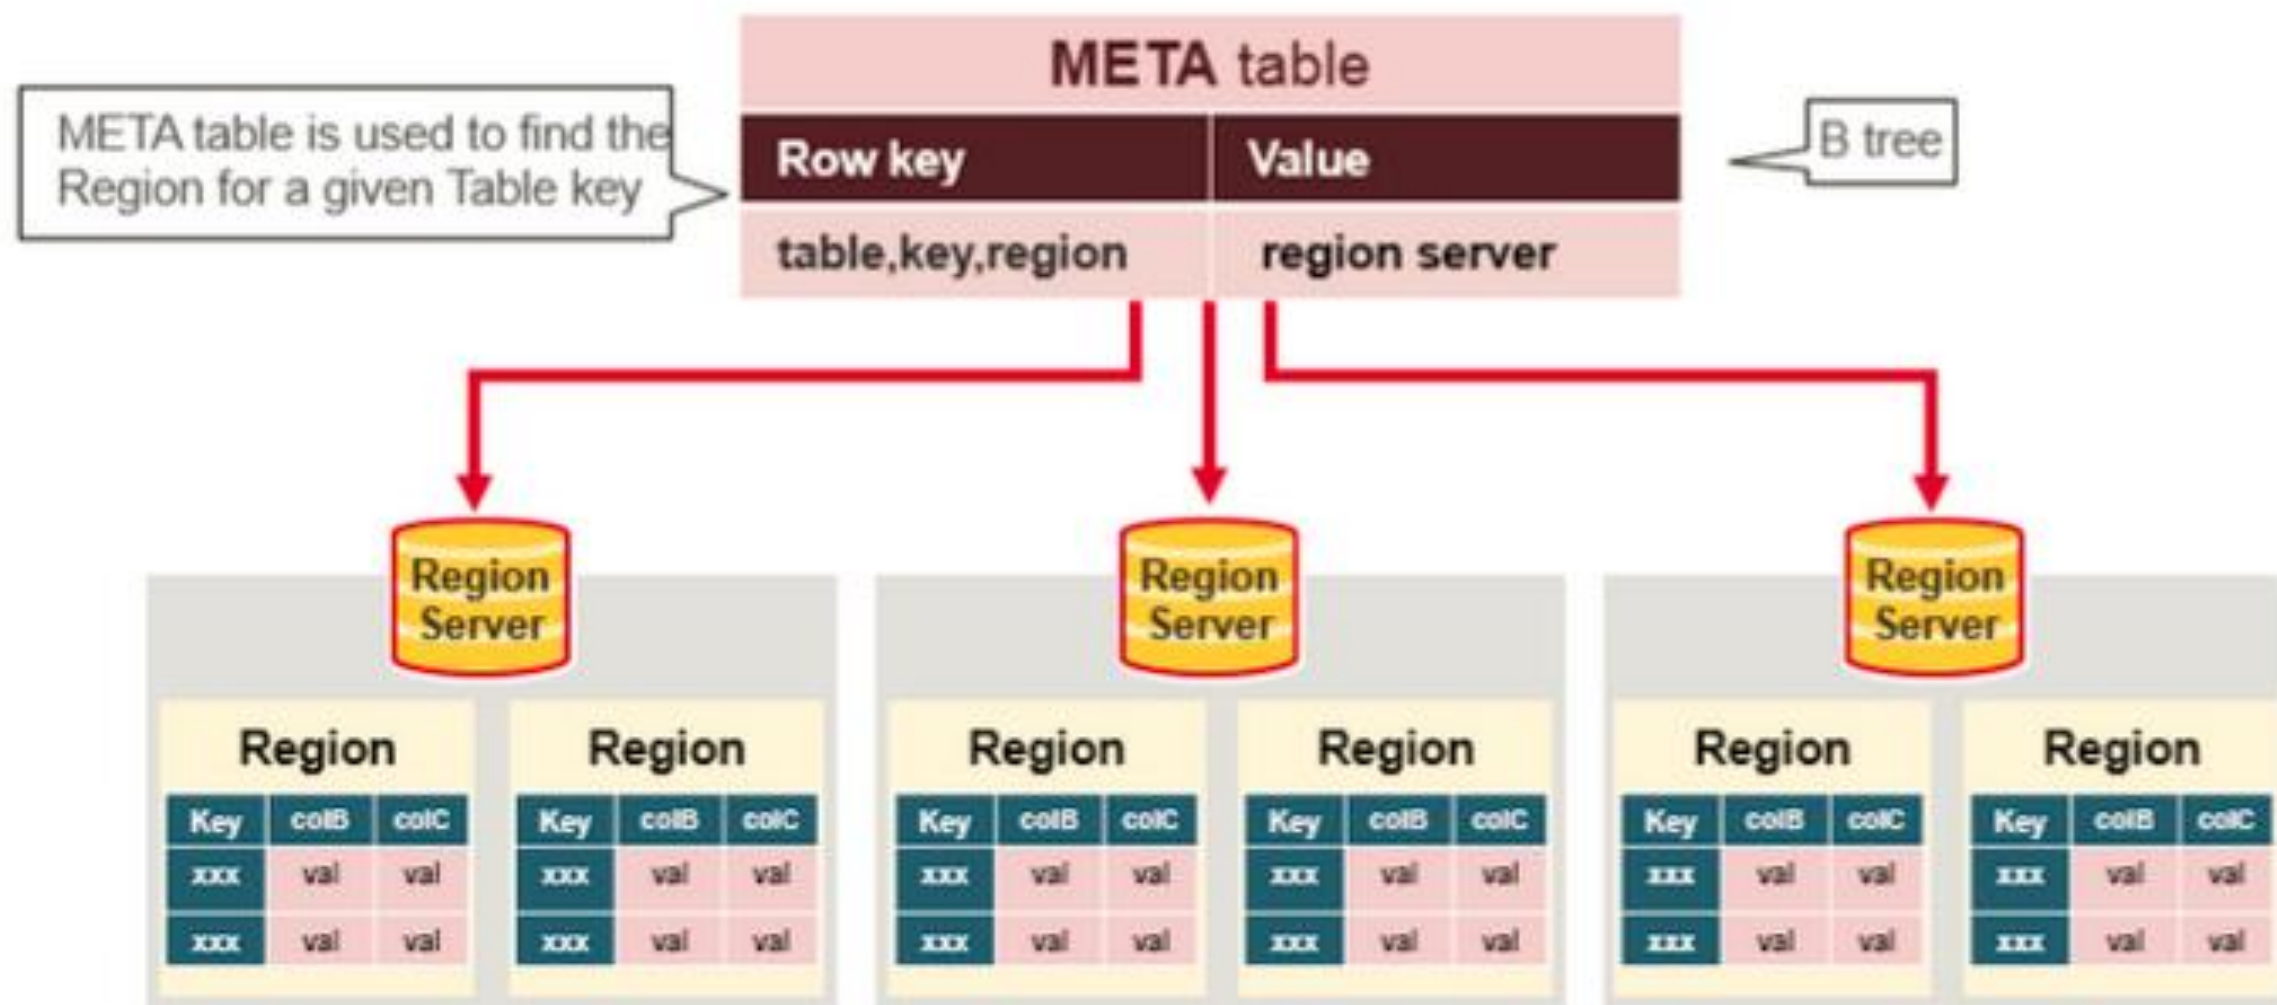 META table
META table is used to find the
Region for a given Table key
B tree
Row key Value
table,key,region region server
Region
Server
Region
Server
Region
Server
Region Region Region Region Region Region
Key colB colC Key colB colC Key colB colC Key colB colC Key colB colC Key colB colC
xxx val val xxx val val xxx val val xxx val val xxx val val xxx val val
xxx val val xxx val val xxx val val xxx val val xxx val val xxx val val